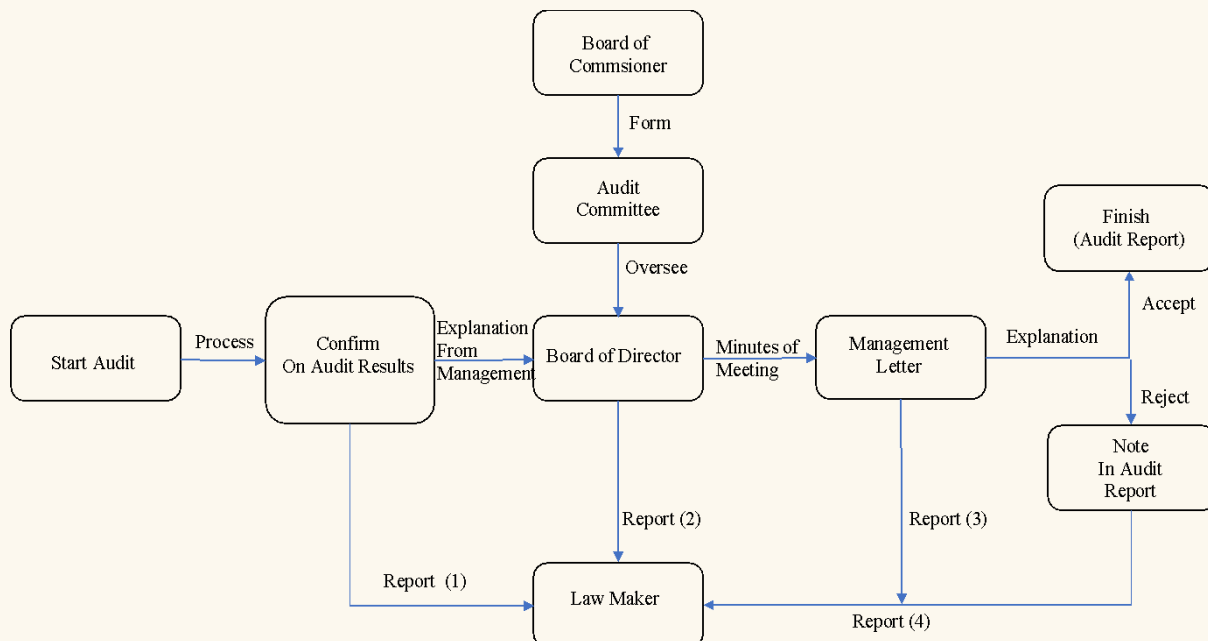 Board of
Commsioner
Form
Audit
Committee
Finish
(Audit Report)
Oversee
Accept
Start Audit
Process
Confirm
On Audit Results
Explanation
From
Management
Board of Director
Minutes of
Meeting
Management
Letter
Explanation
Reject
Note
In Audit
Report
Report (2)
Report (3)
Report (1)
Law Maker
Report (4)